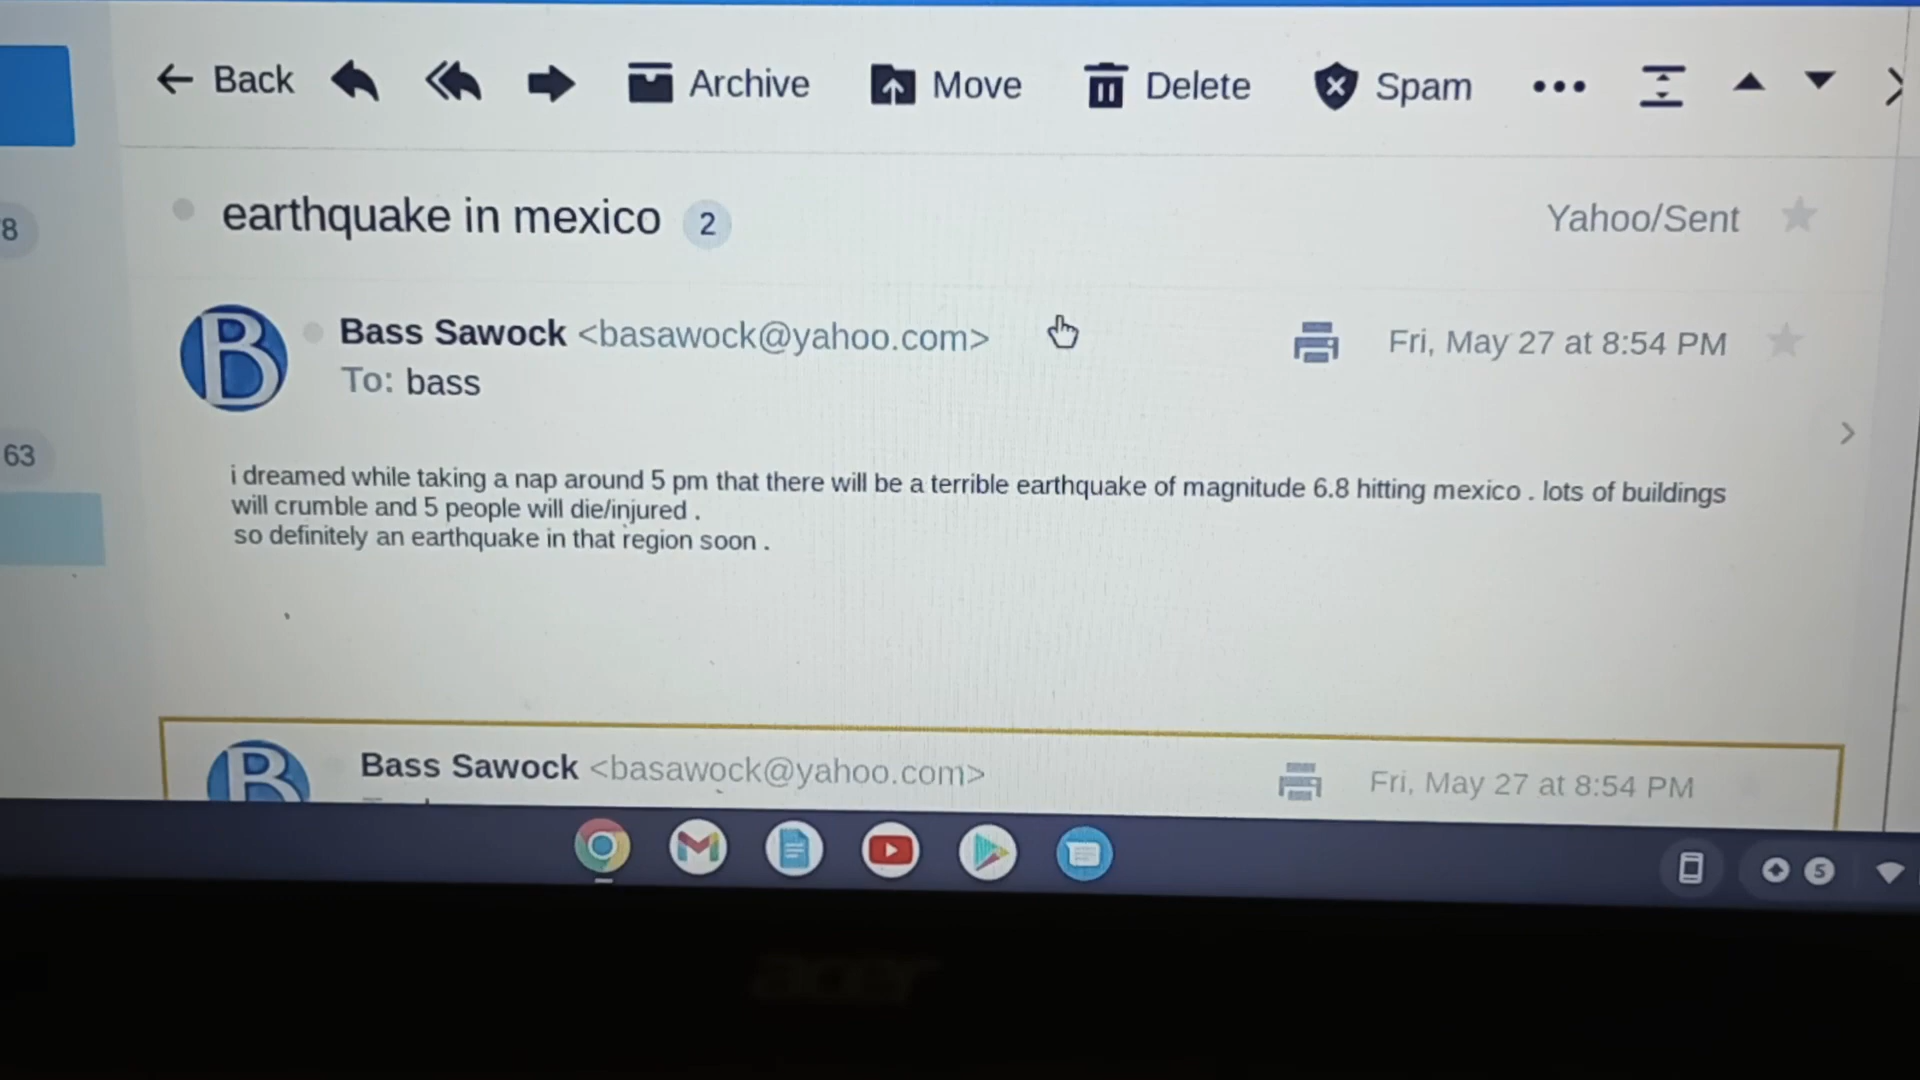 Back Archive Move Delete Spam
earthquake in mexico 2 Yahoo/Sent
8
Bass Sawock <basawock@yahoo.com> Fri, May 27 at 8:54 PM
To: bass
63
i dreamed while taking a nap around 5 pm that there will be a terrible earthquake of magnitude 6.8 hitting mexico . lots of buildings
will crumble and 5 people will die/injured .
so definitely an earthquake in that region soon .
Bass Sawock <basawock@yahoo.com> Fri, May 27 at 8:54 PM
5
acer